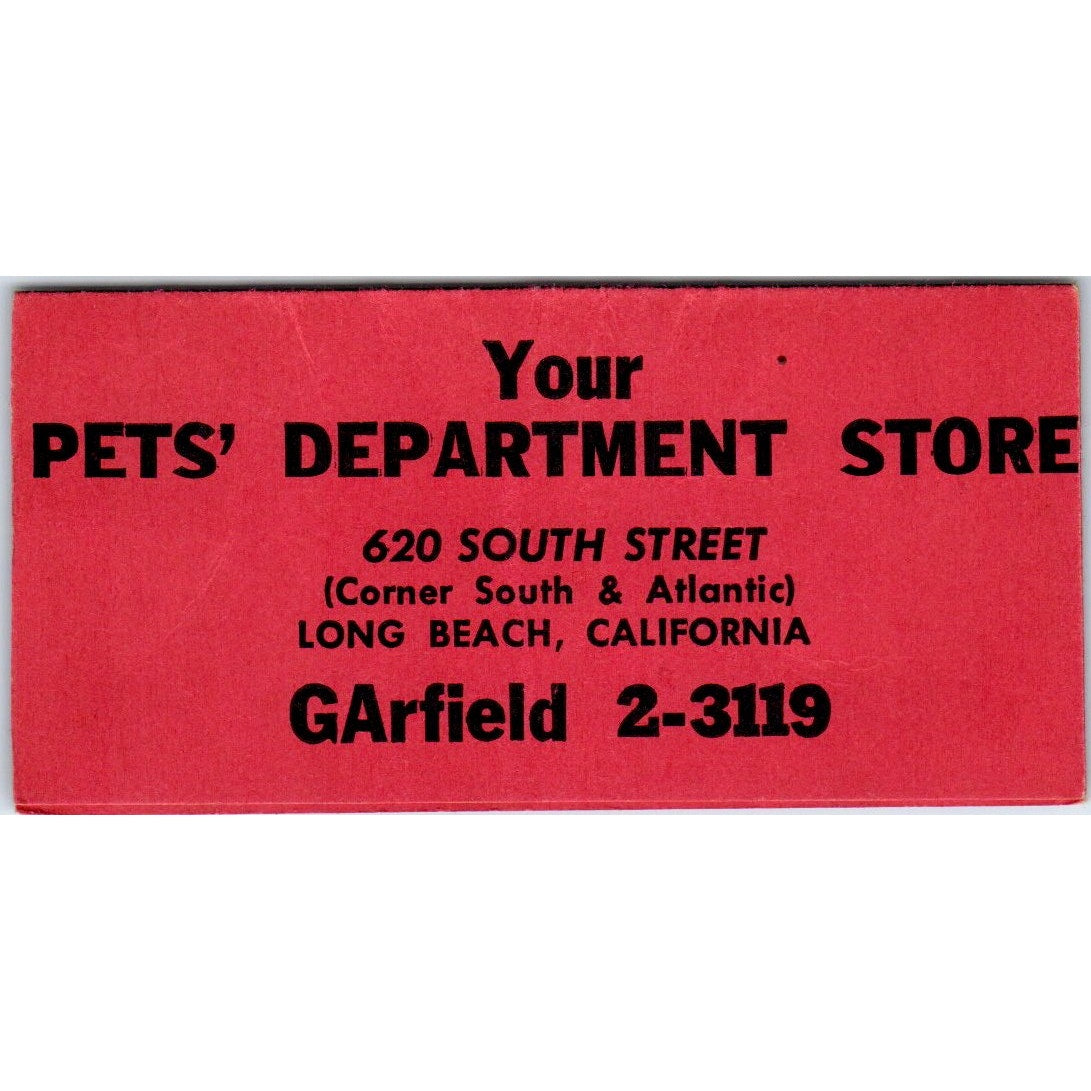 Your
PETS' DEPARTMENT STORE
620 SOUTH STREET
(Corner South & Atlantic)
LONG BEACH, CALIFORNIA
GArfield 2-3119